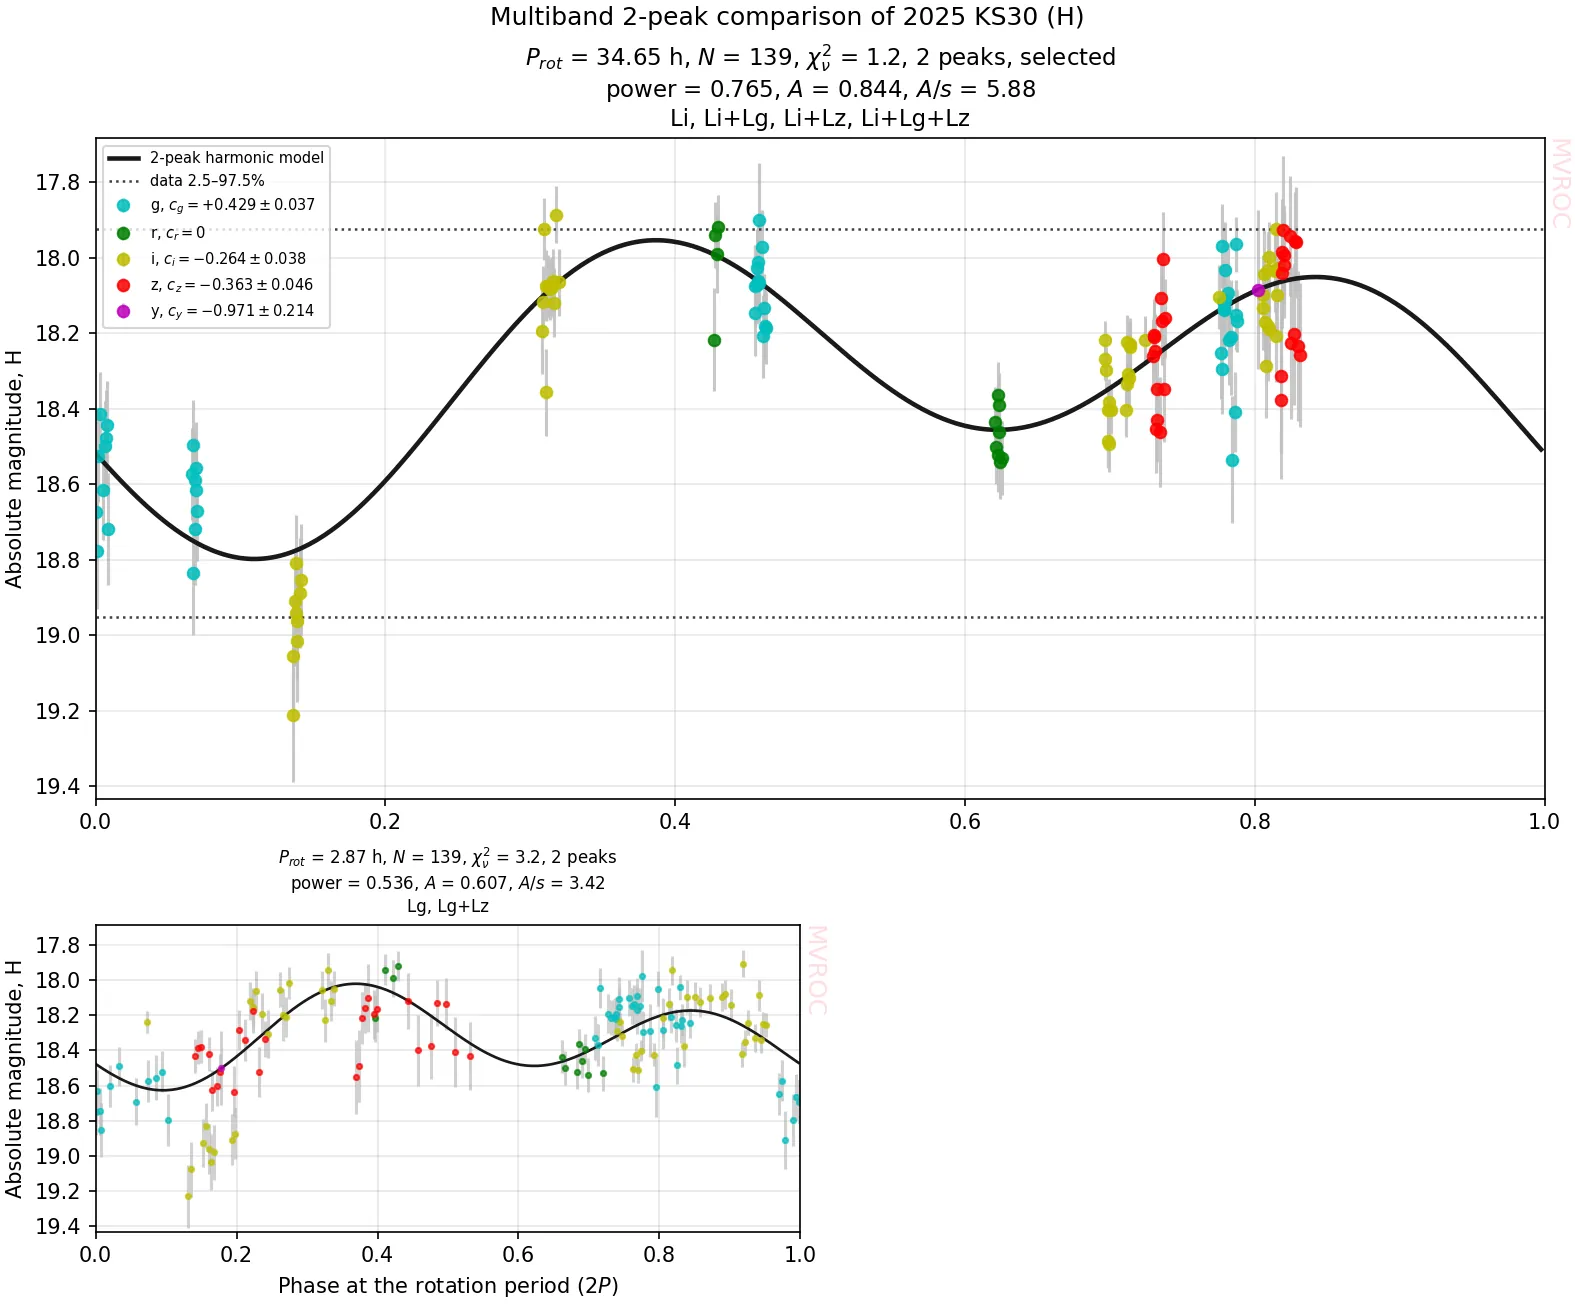 Multiband 2-peak comparison of 2025 KS30 (H)
P_rot = 34.65 h, N = 139, χ²_ν = 1.2, 2 peaks, selected
power = 0.765, A = 0.844, A/s = 5.88
Li, Li+Lg, Li+Lz, Li+Lg+Lz
MVROC
2-peak harmonic model
data 2.5–97.5%
g, c_g = +0.429 ± 0.037
r, c_r = 0
i, c_i = −0.264 ± 0.038
z, c_z = −0.363 ± 0.046
y, c_y = −0.971 ± 0.214
Absolute magnitude, H
17.8
18.0
18.2
18.4
18.6
18.8
19.0
19.2
19.4
0.0 0.2 0.4 0.6 0.8 1.0
P_rot = 2.87 h, N = 139, χ²_ν = 3.2, 2 peaks
power = 0.536, A = 0.607, A/s = 3.42
Lg, Lg+Lz
MVROC
Absolute magnitude, H
17.8
18.0
18.2
18.4
18.6
18.8
19.0
19.2
19.4
0.0 0.2 0.4 0.6 0.8 1.0
Phase at the rotation period (2P)